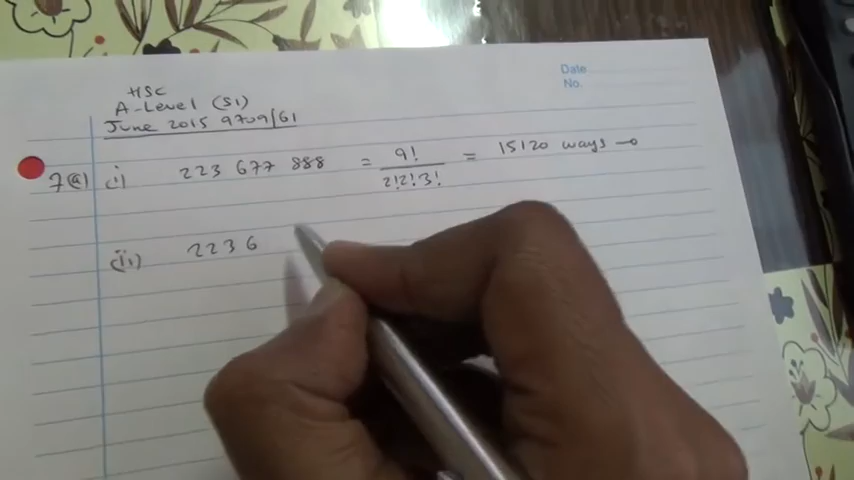 HSC
A-Level (S1)
Date
No.
June 2015 9709/61
7(a) (i) 223 677 888 = 9! / 2!2!3! = 15120 ways
(ii) 2236